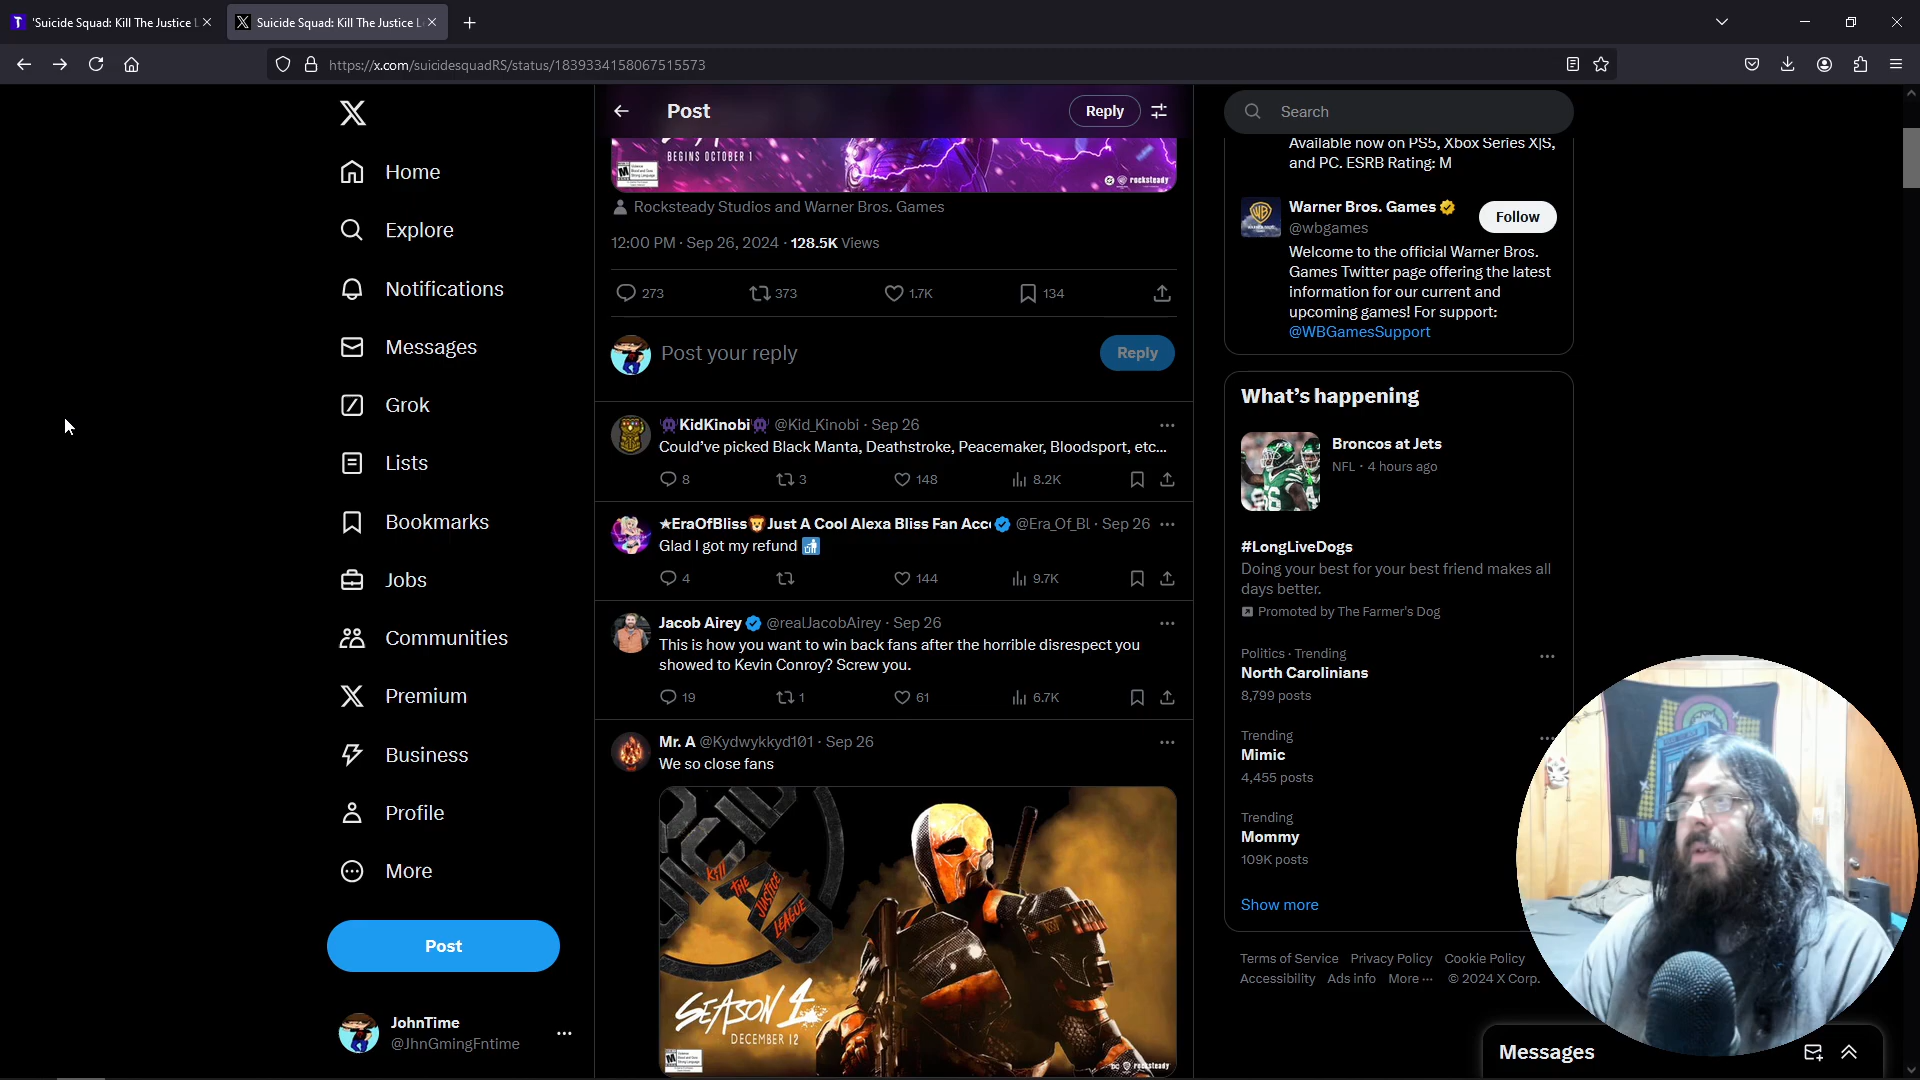 'Suicide Squad: Kill The Justice L
Suicide Squad: Kill The Justice L
https://x.com/suicidesquadRS/status/1839334158067515573
Post
Reply
Search
Home
Explore
Notifications
Messages
Grok
Lists
Bookmarks
Jobs
Communities
Premium
Business
Profile
More
Post
JohnTime
@JhnGmingFntime
BEGINS OCTOBER 1
rocksteady
Rocksteady Studios and Warner Bros. Games
12:00 PM · Sep 26, 2024 · 128.5K Views
273 373 1.7K 134
Post your reply
Reply
KidKinobi @Kid_Kinobi · Sep 26
Could've picked Black Manta, Deathstroke, Peacemaker, Bloodsport, etc...
8 3 148 8.2K
★EraOfBliss Just A Cool Alexa Bliss Fan Acc @Era_Of_Bl · Sep 26
Glad I got my refund
4 144 9.7K
Jacob Airey @realJacobAirey · Sep 26
This is how you want to win back fans after the horrible disrespect you
showed to Kevin Conroy? Screw you.
19 1 61 6.7K
Mr. A @Kydwykkyd101 · Sep 26
We so close fans
KILL
THE
JUSTICE
LEAGUE
SEASON 1
DECEMBER 12
rocksteady
Available now on PS5, Xbox Series X|S,
and PC. ESRB Rating: M
Warner Bros. Games
@wbgames
Follow
Welcome to the official Warner Bros.
Games Twitter page offering the latest
information for our current and
upcoming games! For support:
@WBGamesSupport
What's happening
Broncos at Jets
NFL · 4 hours ago
#LongLiveDogs
Doing your best for your best friend makes all
days better.
Promoted by The Farmer's Dog
Politics · Trending
North Carolinians
8,799 posts
Trending
Mimic
4,455 posts
Trending
Mommy
109K posts
Show more
Terms of Service Privacy Policy Cookie Policy
Accessibility Ads info More ··· © 2024 X Corp.
Messages